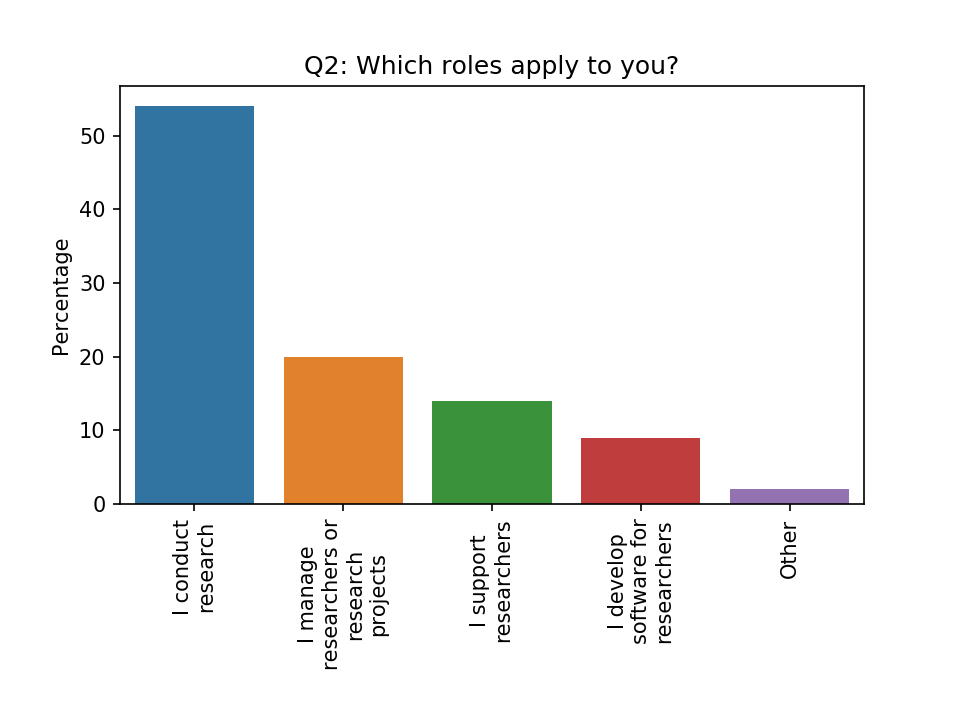 Q2: Which roles apply to you?
Percentage
50
40
30
20
10
0
I conduct
research
I manage
researchers or
research
projects
I support
researchers
I develop
software for
researchers
Other